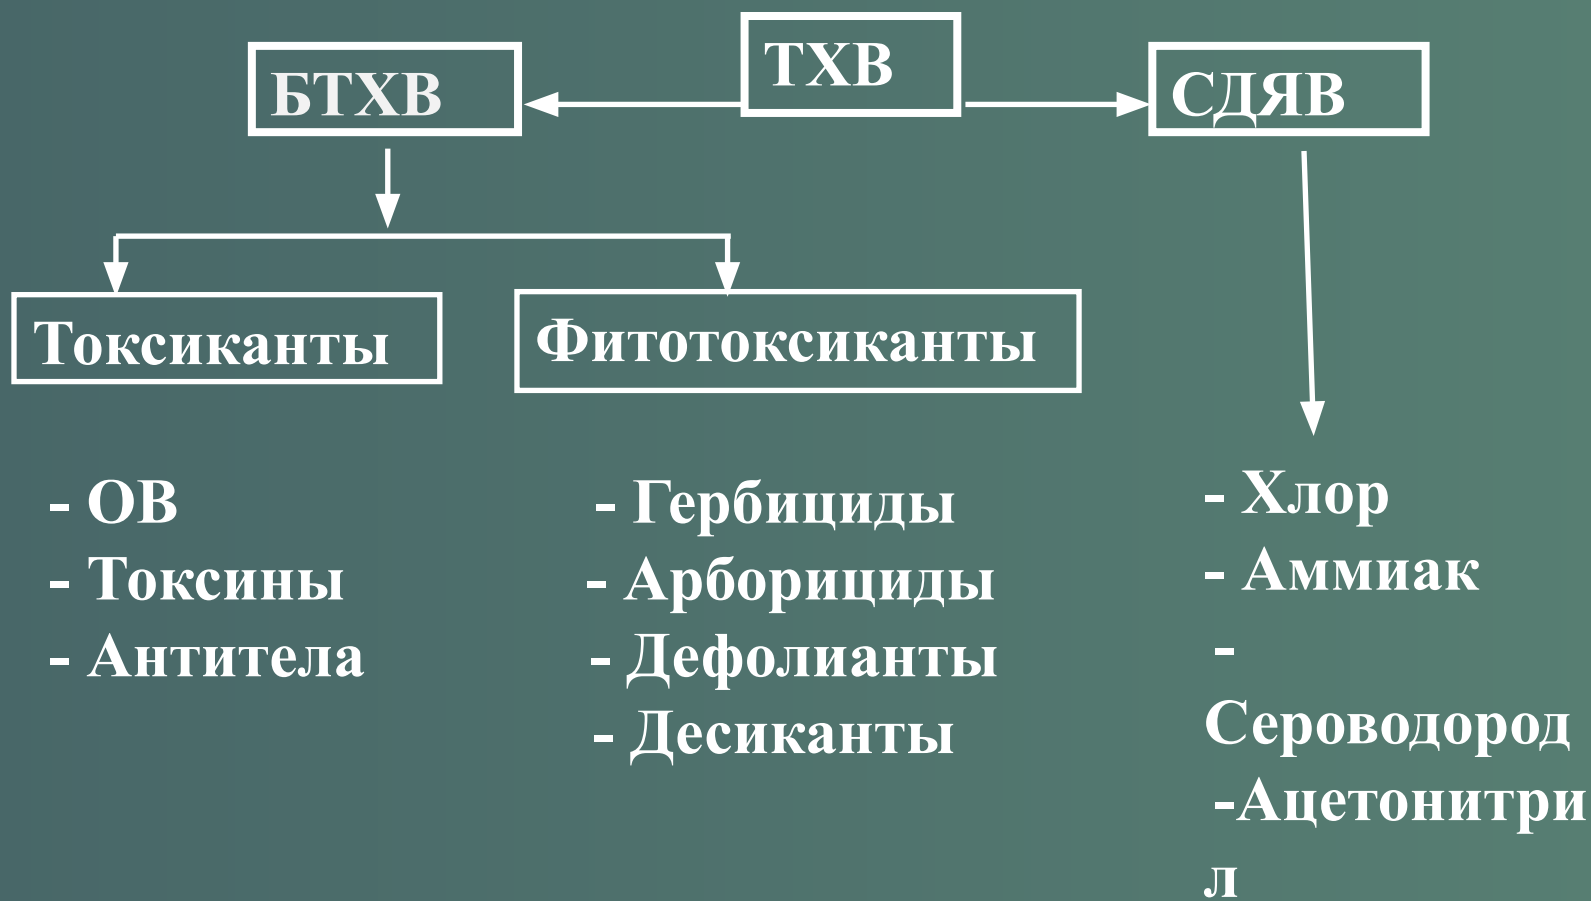 ТХВ
БТХВ
СДЯВ
Токсиканты
Фитотоксиканты
- ОВ
- Токсины
- Антитела
- Гербициды
- Арборициды
- Дефолианты
- Десиканты
- Хлор
- Аммиак
-
Сероводород
-Ацетонитри
л